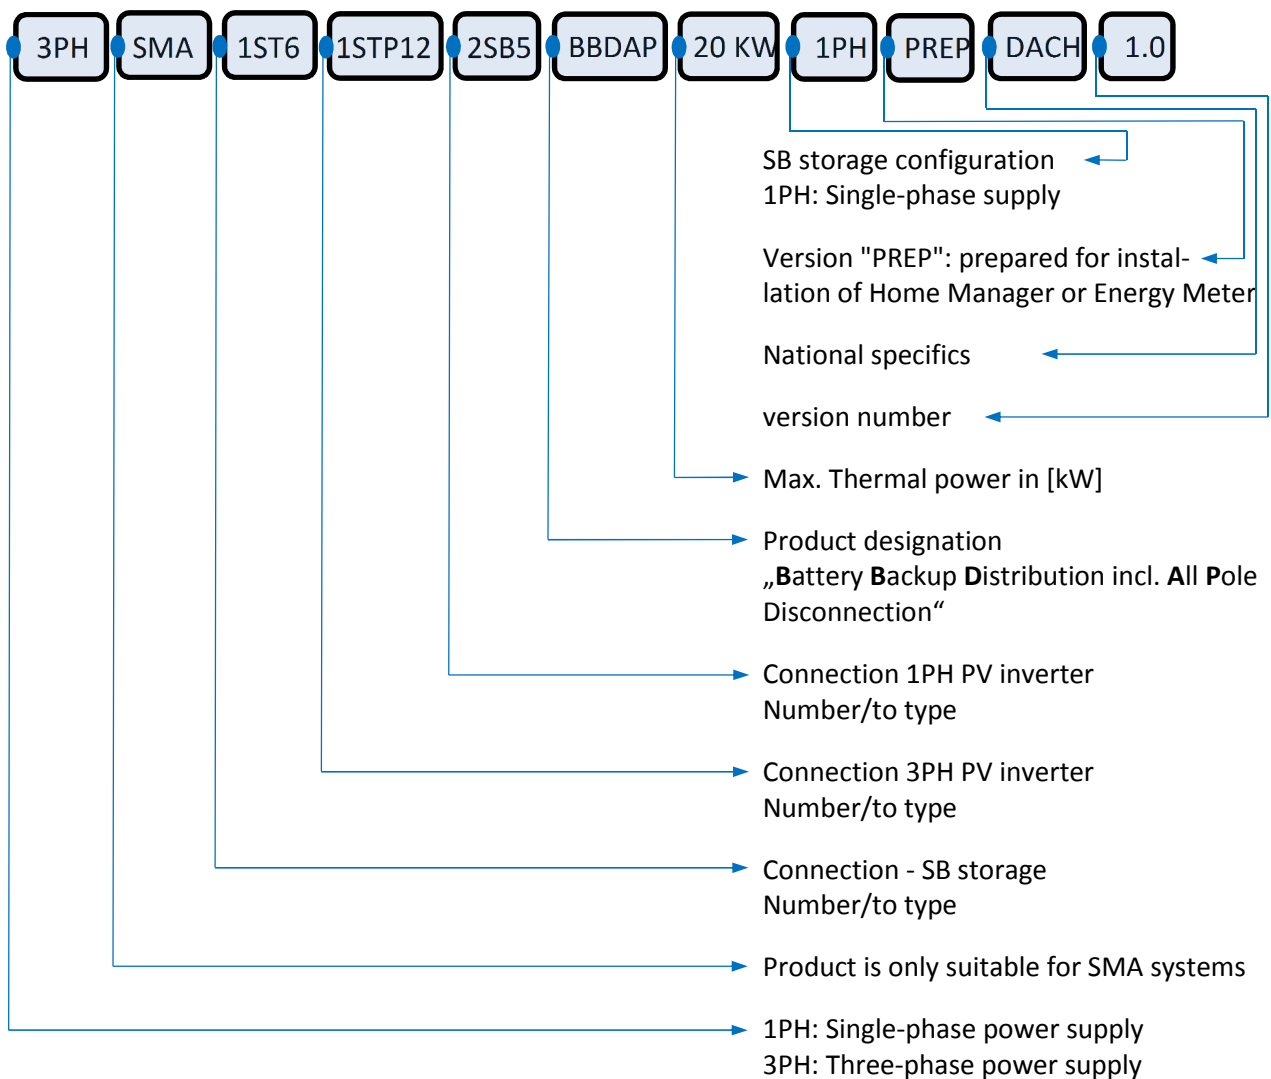 3PH SMA 1ST6 1STP12 2SB5 BBDAP 20 KW 1PH PREP DACH 1.0
SB storage configuration
1PH: Single-phase supply
Version "PREP": prepared for instal-
lation of Home Manager or Energy Meter
National specifics
version number
Max. Thermal power in [kW]
Product designation
„Battery Backup Distribution incl. All Pole
Disconnection“
Connection 1PH PV inverter
Number/to type
Connection 3PH PV inverter
Number/to type
Connection - SB storage
Number/to type
Product is only suitable for SMA systems
1PH: Single-phase power supply
3PH: Three-phase power supply